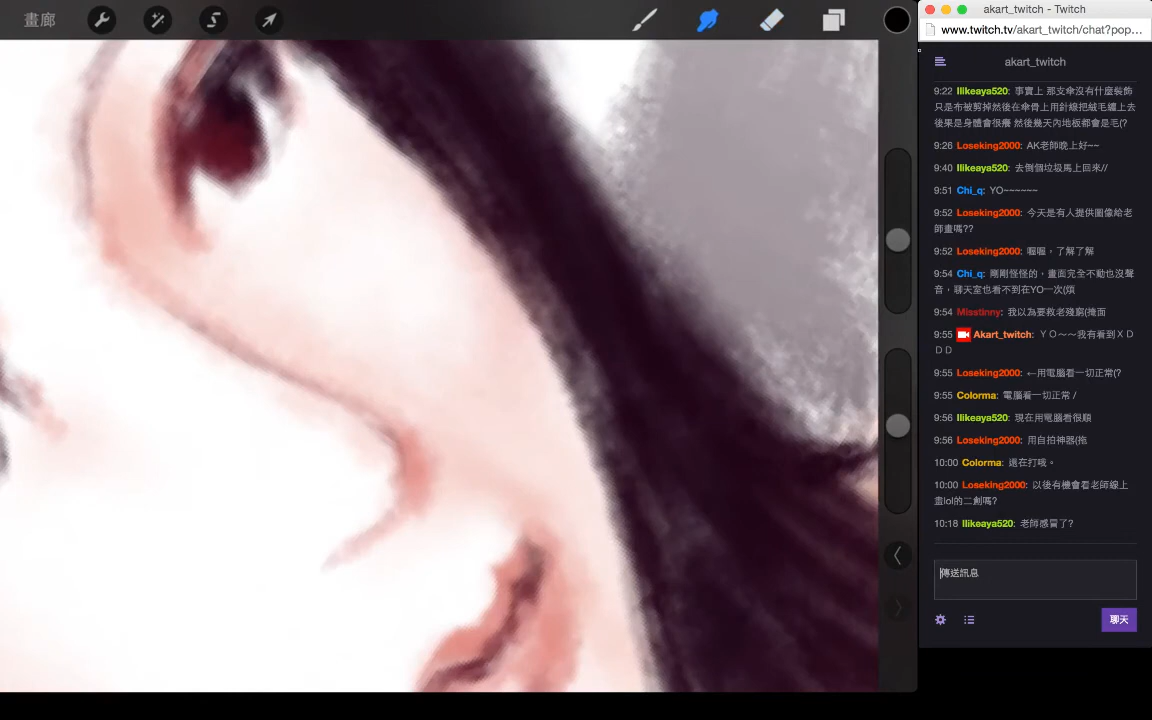 畫廊
akart_twitch - Twitch
www.twitch.tv/akart_twitch/chat?pop...
akart_twitch
9:22 Ilikeaya520: 事實上 那支傘沒有什麼裝飾
只是布被剪掉然後在傘骨上用針線把絨毛纏上去
後果是身體會很癢 然後幾天內地板都會是毛(?
9:26 Loseking2000: AK老師晚上好~~
9:40 Ilikeaya520: 去倒個垃圾馬上回來//
9:51 Chi_q: YO~~~~~~
9:52 Loseking2000: 今天是有人提供圖像給老
師畫嗎??
9:52 Loseking2000: 喔喔，了解了解
9:54 Chi_q: 剛剛怪怪的，畫面完全不動也沒聲
音，聊天室也看不到在YO一次(煩
9:54 Misstinny: 我以為要救老殘窮(掩面
9:55 Akart_twitch: ＹＯ～～我有看到ＸＤ
ＤＤ
9:55 Loseking2000: ←用電腦看一切正常(?
9:55 Colorma: 電腦看一切正常 /
9:56 Ilikeaya520: 現在用電腦看很順
9:56 Loseking2000: 用自拍神器(拖
10:00 Colorma: 還在打哦。
10:00 Loseking2000: 以後有機會看老師線上
畫lol的二創嗎?
10:18 Ilikeaya520: 老師感冒了?
傳送訊息
聊天